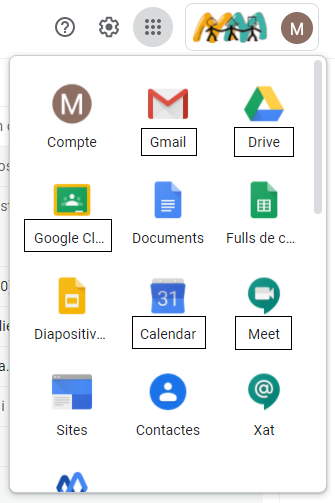 M
Compte
Gmail
Drive
Google Cl...
Documents
Fulls de c...
Diapositiv...
31
Calendar
Meet
Sites
Contactes
Xat